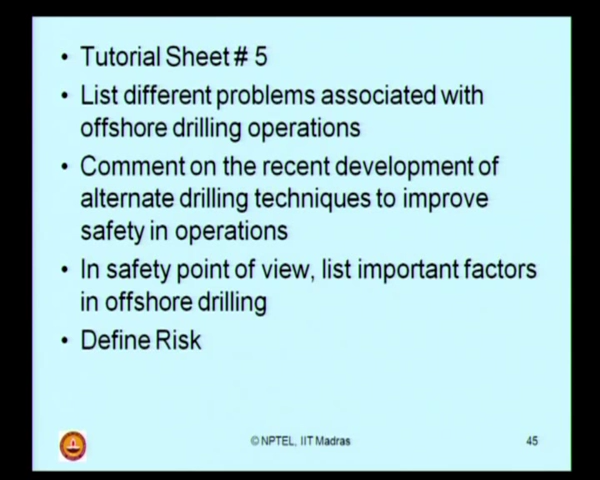 • Tutorial Sheet # 5
• List different problems associated with
offshore drilling operations
• Comment on the recent development of
alternate drilling techniques to improve
safety in operations
• In safety point of view, list important factors
in offshore drilling
• Define Risk
© NPTEL, IIT Madras
45